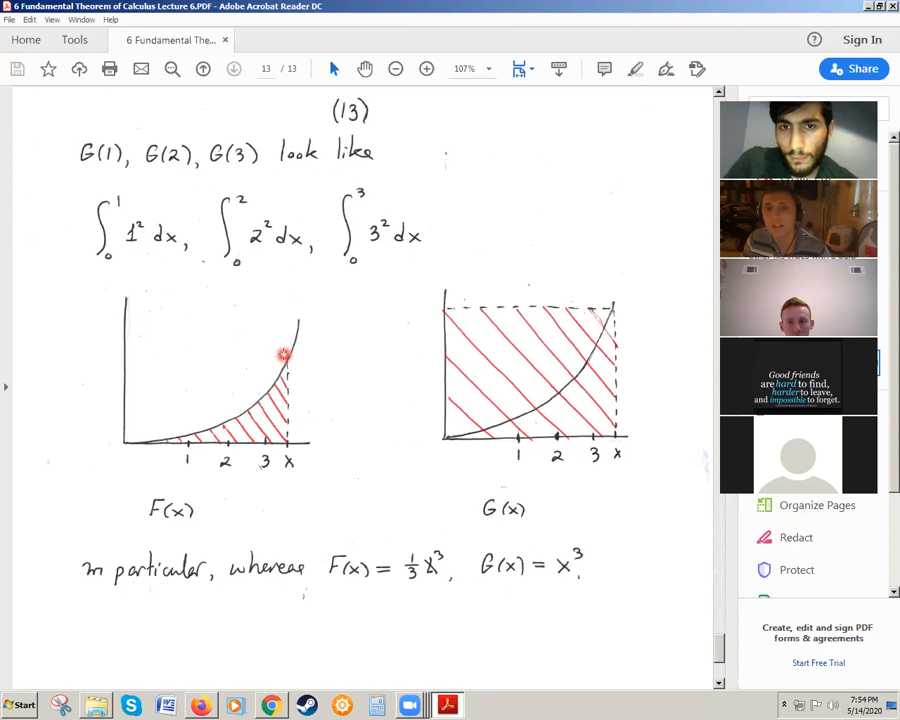 6 Fundamental Theorem of Calculus Lecture 6.PDF - Adobe Acrobat Reader DC
File Edit View Window Help
Home Tools 6 Fundamental The... × Sign In
13 / 13 107%
Share
(13)
G(1), G(2), G(3) look like
∫₀¹ 1² dx, ∫₀² 2² dx, ∫₀³ 3² dx
1 2 3 x
1 2 3 x
F(x) G(x)
In particular, whereas F(x) = 1/3 x³, G(x) = x³.
Good friends
are hard to find,
harder to leave,
and impossible to forget.
Organize Pages
Redact
Protect
Create, edit and sign PDF
forms & agreements
Start Free Trial
Start
7:54 PM
5/14/2020